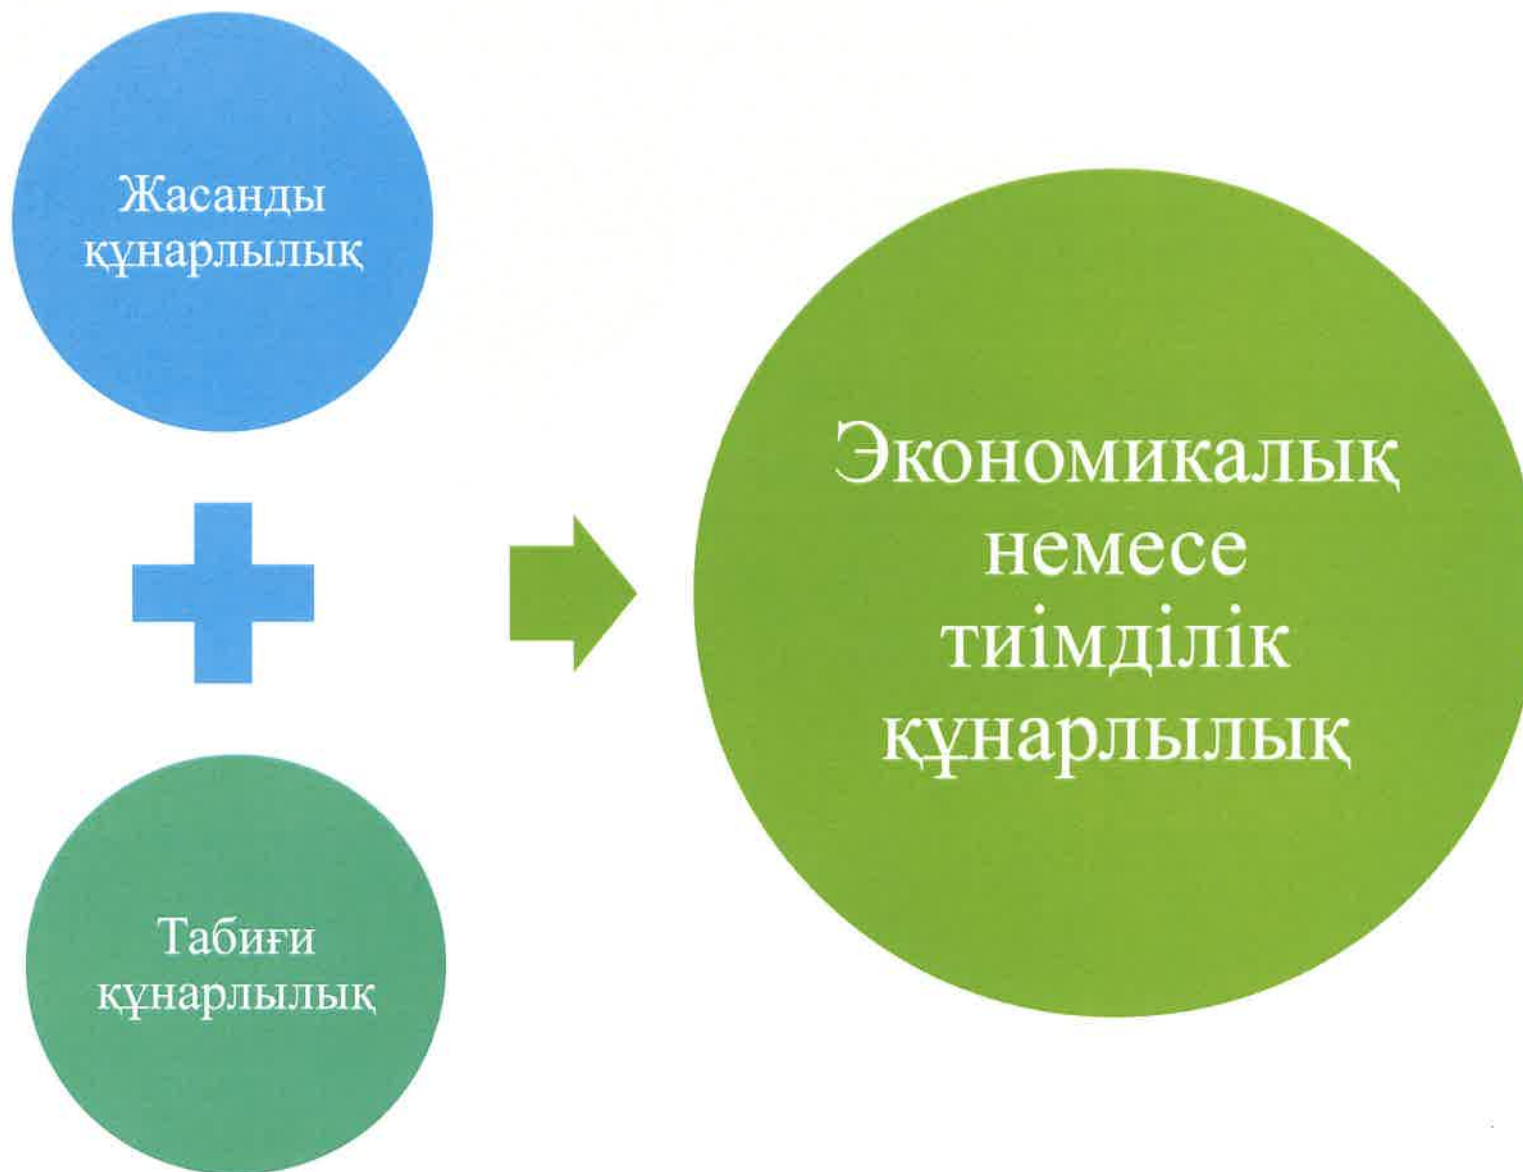 Жасанды
құнарлылық
Табиғи
құнарлылық
Экономикалық
немесе
тиімділік
құнарлылық